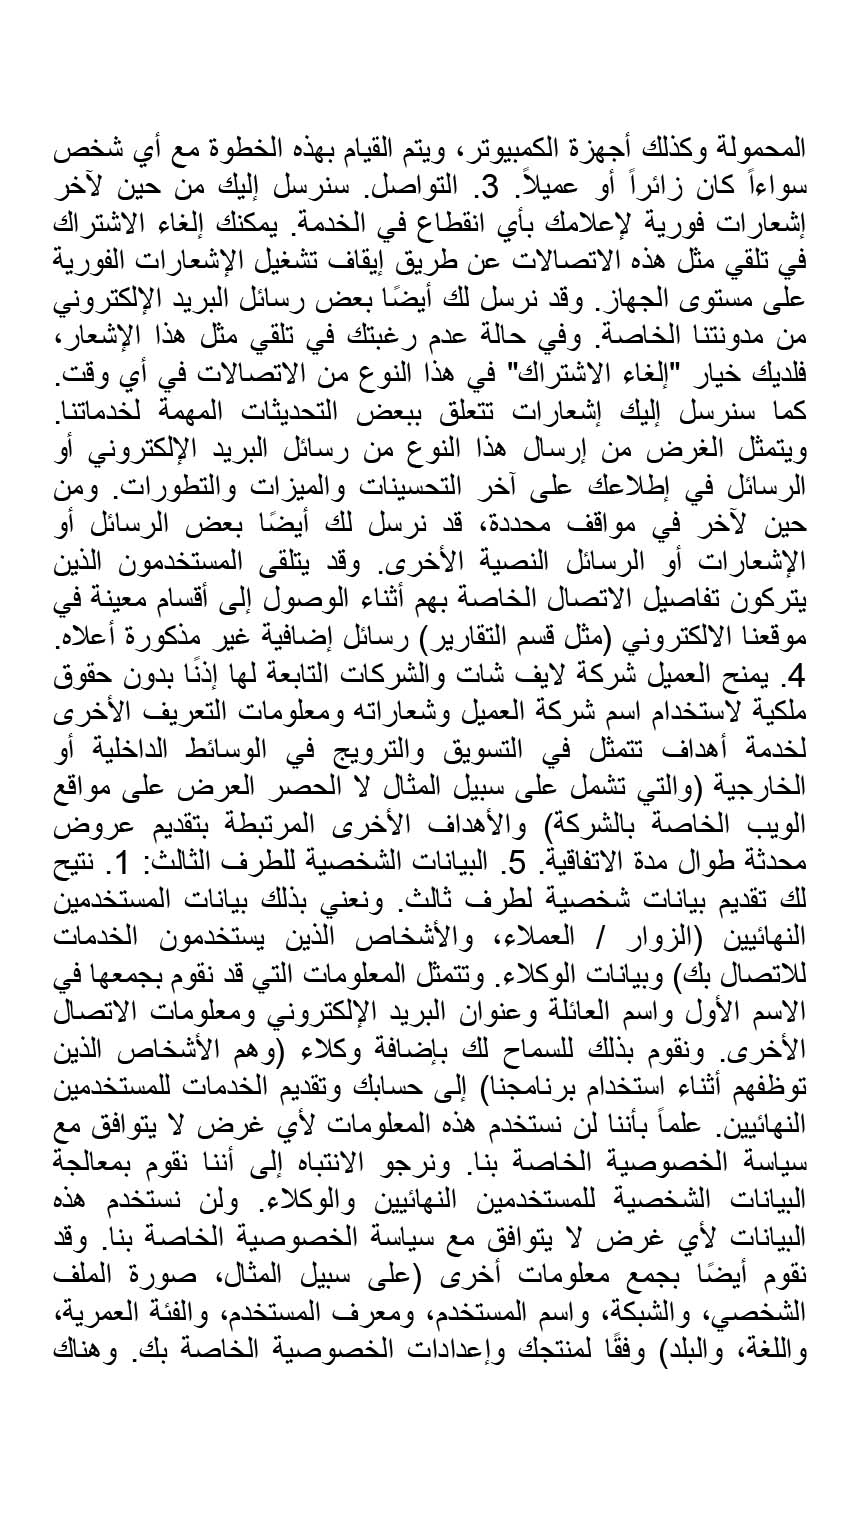 المحمولة وكذلك أجهزة الكمبيوتر، ويتم القيام بهذه الخطوة مع أي شخص
سواءاً كان زائراً أو عميلاً. 3. التواصل. سنرسل إليك من حين لآخر
إشعارات فورية لإعلامك بأي انقطاع في الخدمة. يمكنك إلغاء الاشتراك
في تلقي مثل هذه الاتصالات عن طريق إيقاف تشغيل الإشعارات الفورية
على مستوى الجهاز. وقد نرسل لك أيضًا بعض رسائل البريد الإلكتروني
من مدونتنا الخاصة. وفي حالة عدم رغبتك في تلقي مثل هذا الإشعار،
فلديك خيار "إلغاء الاشتراك" في هذا النوع من الاتصالات في أي وقت.
كما سنرسل إليك إشعارات تتعلق ببعض التحديثات المهمة لخدماتنا.
ويتمثل الغرض من إرسال هذا النوع من رسائل البريد الإلكتروني أو
الرسائل في إطلاعك على آخر التحسينات والميزات والتطورات. ومن
حين لآخر في مواقف محددة، قد نرسل لك أيضًا بعض الرسائل أو
الإشعارات أو الرسائل النصية الأخرى. وقد يتلقى المستخدمون الذين
يتركون تفاصيل الاتصال الخاصة بهم أثناء الوصول إلى أقسام معينة في
موقعنا الالكتروني (مثل قسم التقارير) رسائل إضافية غير مذكورة أعلاه.
4. يمنح العميل شركة لايف شات والشركات التابعة لها إذنًا بدون حقوق
ملكية لاستخدام اسم شركة العميل وشعاراته ومعلومات التعريف الأخرى
لخدمة أهداف تتمثل في التسويق والترويج في الوسائط الداخلية أو
الخارجية (والتي تشمل على سبيل المثال لا الحصر العرض على مواقع
الويب الخاصة بالشركة) والأهداف الأخرى المرتبطة بتقديم عروض
محدثة طوال مدة الاتفاقية. 5. البيانات الشخصية للطرف الثالث: 1. نتيح
لك تقديم بيانات شخصية لطرف ثالث. ونعني بذلك بيانات المستخدمين
النهائيين (الزوار / العملاء، والأشخاص الذين يستخدمون الخدمات
للاتصال بك) وبيانات الوكلاء. وتتمثل المعلومات التي قد نقوم بجمعها في
الاسم الأول واسم العائلة وعنوان البريد الإلكتروني ومعلومات الاتصال
الأخرى. ونقوم بذلك للسماح لك بإضافة وكلاء (وهم الأشخاص الذين
توظفهم أثناء استخدام برنامجنا) إلى حسابك وتقديم الخدمات للمستخدمين
النهائيين. علماً بأننا لن نستخدم هذه المعلومات لأي غرض لا يتوافق مع
سياسة الخصوصية الخاصة بنا. ونرجو الانتباه إلى أننا نقوم بمعالجة
البيانات الشخصية للمستخدمين النهائيين والوكلاء. ولن نستخدم هذه
البيانات لأي غرض لا يتوافق مع سياسة الخصوصية الخاصة بنا. وقد
نقوم أيضًا بجمع معلومات أخرى (على سبيل المثال، صورة الملف
الشخصي، والشبكة، واسم المستخدم، ومعرف المستخدم، والفئة العمرية،
واللغة، والبلد) وفقًا لمنتجك وإعدادات الخصوصية الخاصة بك. وهناك